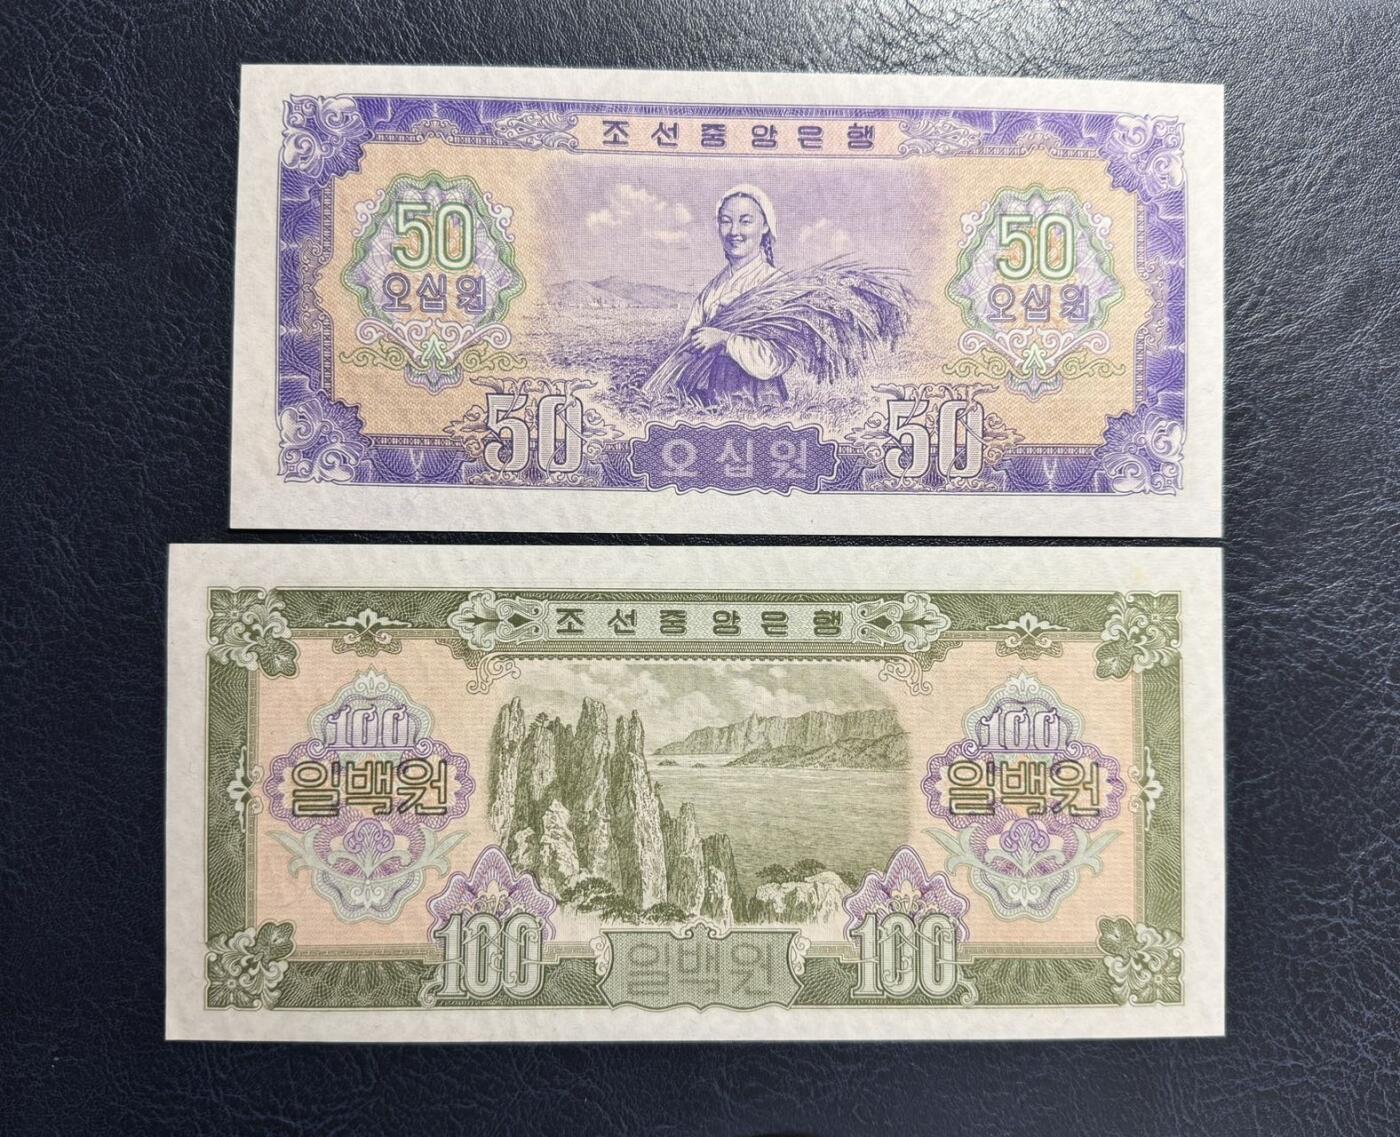 조선중앙은행
50 50
오십원 오십원
50 오십원 50
조선중앙은행
100 100
일백원 일백원
100 일백원 100